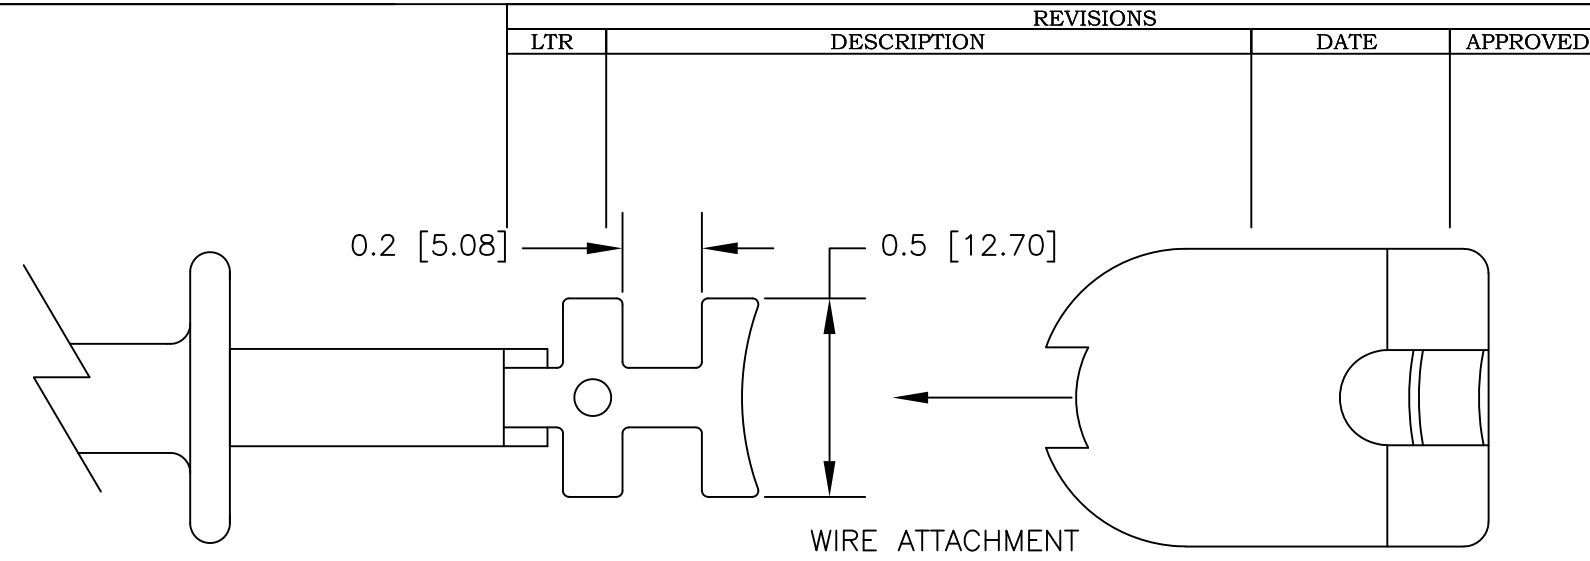 REVISIONS
LTR DESCRIPTION DATE APPROVED
0.2 [5.08] 0.5 [12.70]
WIRE ATTACHMENT